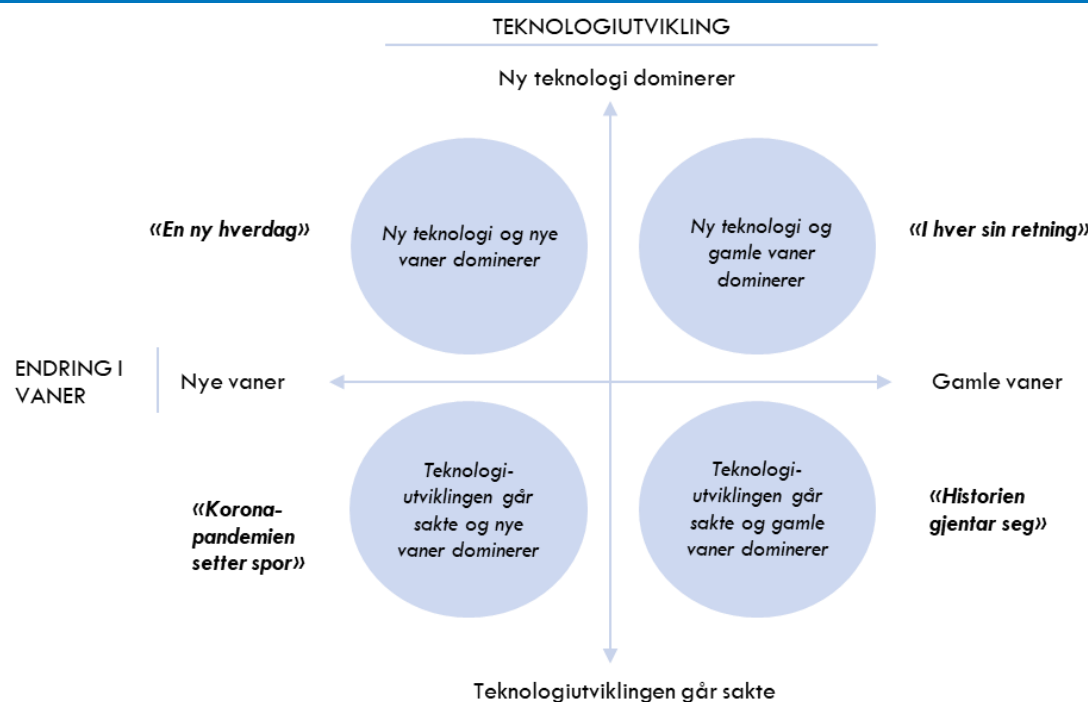 TEKNOLOGIUTVIKLING
Ny teknologi dominerer
«En ny hverdag»
Ny teknologi og nye
vaner dominerer
Ny teknologi og
gamle vaner
dominerer
«I hver sin retning»
ENDRING I
VANER
Nye vaner
Gamle vaner
«Korona-
pandemien
setter spor»
Teknologi-
utviklingen går
sakte og nye
vaner dominerer
Teknologi-
utviklingen går
sakte og gamle
vaner dominerer
«Historien
gjentar seg»
Teknologiutviklingen går sakte